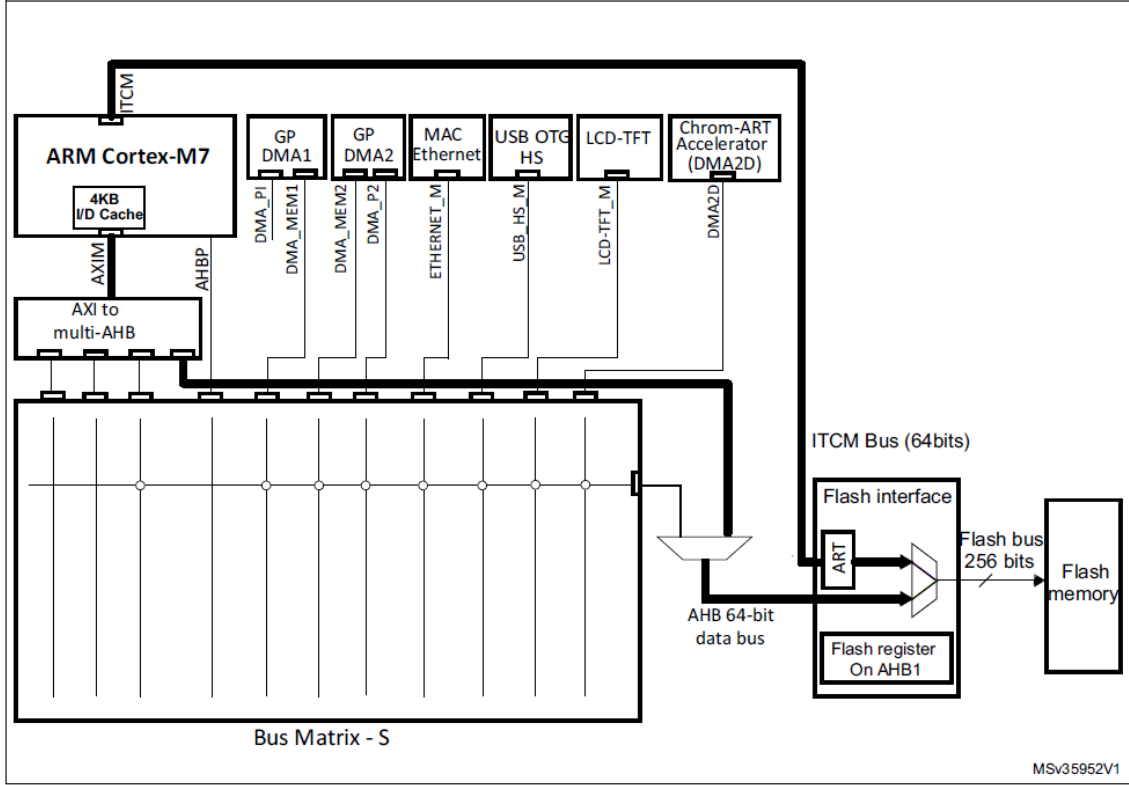 ITCM
ARM Cortex-M7
4KB
I/D Cache
GP
DMA1
GP
DMA2
MAC
Ethernet
USB OTG
HS
LCD-TFT
Chrom-ART
Accelerator
(DMA2D)
AXIM
AHBP
DMA_PI
DMA_MEM1
DMA_MEM2
DMA_P2
ETHERNET_M
USB_HS_M
LCD-TFT_M
DMA2D
AXI to
multi-AHB
ITCM Bus (64bits)
Flash interface
ART
Flash bus
256 bits
Flash
memory
AHB 64-bit
data bus
Flash register
On AHB1
Bus Matrix - S
MSv35952V1